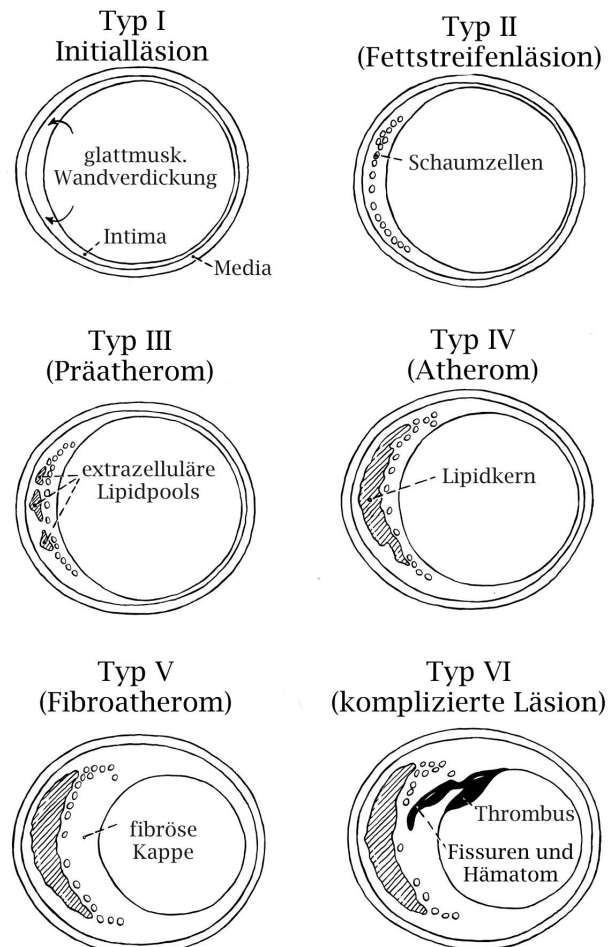 Typ I
Initialläsion
glattmusk.
Wandverdickung
Intima
Media
Typ II
(Fettstreifenläsion)
Schaumzellen
Typ III
(Präatherom)
extrazelluläre
Lipidpools
Typ IV
(Atherom)
Lipidkern
Typ V
(Fibroatherom)
fibröse
Kappe
Typ VI
(komplizierte Läsion)
Thrombus
Fissuren und
Hämatom